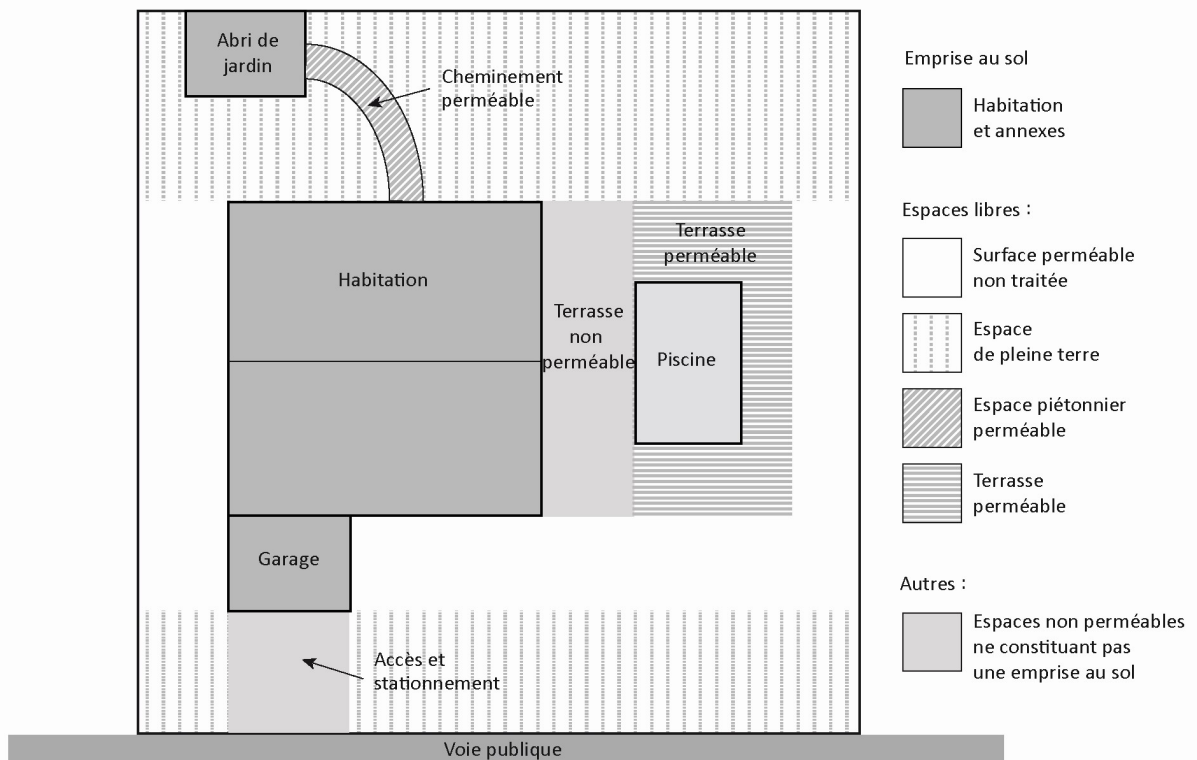 Abri de
jardin
Cheminement
perméable
Terrasse
perméable
Habitation
Terrasse
non
perméable
Piscine
Garage
Accès et
stationnement
Voie publique
Emprise au sol
Habitation
et annexes
Espaces libres :
Surface perméable
non traitée
Espace
de pleine terre
Espace piétonnier
perméable
Terrasse
perméable
Autres :
Espaces non perméables
ne constituant pas
une emprise au sol